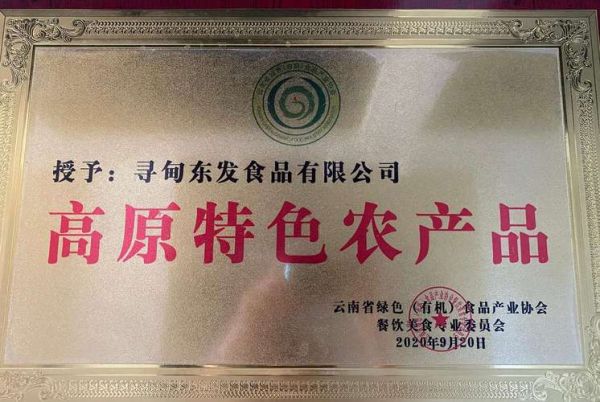 授予：寻甸东发食品有限公司
高原特色农产品
云南省绿色（有机）食品产业协会
餐饮美食专业委员会
2020年9月20日